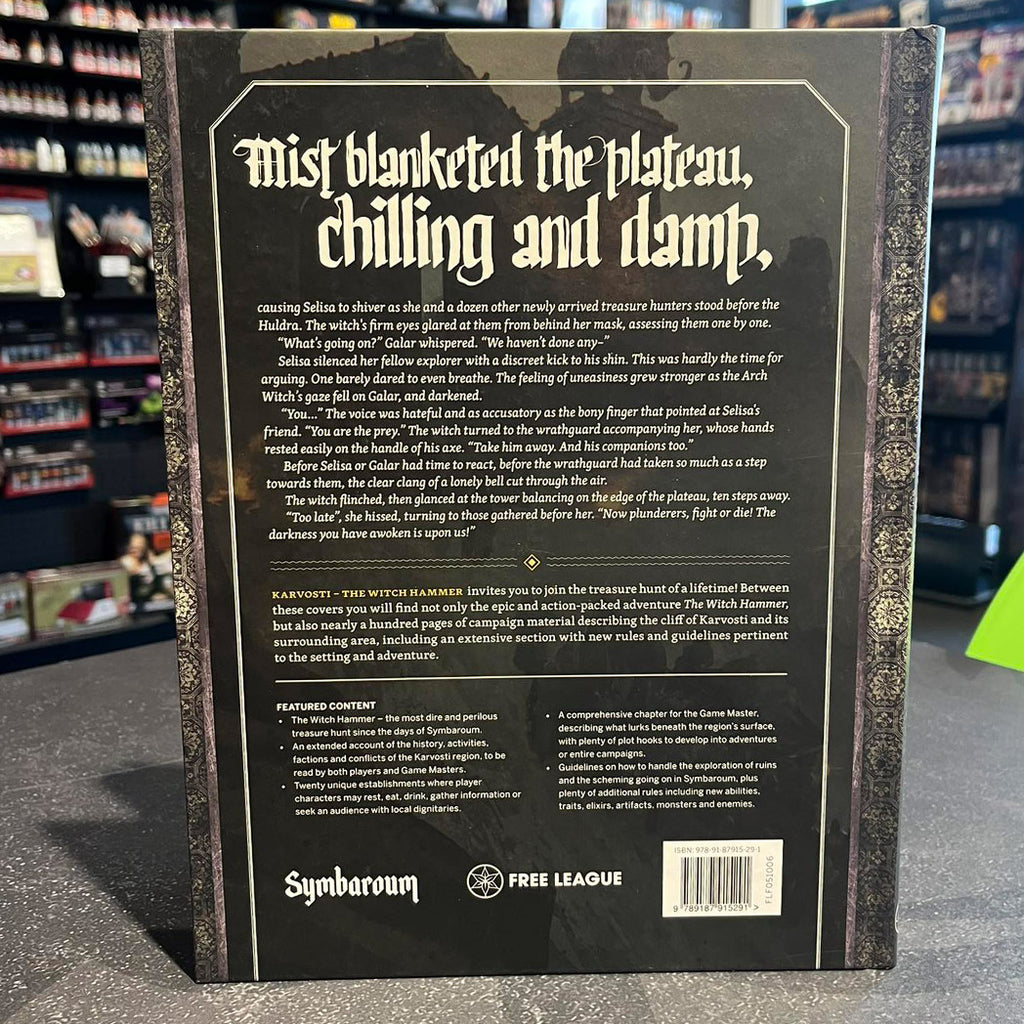 Mist blanketed the plateau,
chilling and damp,
causing Selisa to shiver as she and a dozen other newly arrived treasure hunters stood before the
Huldra. The witch's firm eyes glared at them from behind her mask, assessing them one by one.
"What's going on?" Galar whispered. "We haven't done any–"
Selisa silenced her fellow explorer with a discreet kick to his shin. This was hardly the time for
arguing. One barely dared to even breathe. The feeling of uneasiness grew stronger as the Arch
Witch's gaze fell on Galar, and darkened.
"You..." The voice was hateful and as accusatory as the bony finger that pointed at Selisa's
friend. "You are the prey." The witch turned to the wrathguard accompanying her, whose hands
rested easily on the handle of his axe. "Take him away. And his companions too."
Before Selisa or Galar had time to react, before the wrathguard had taken so much as a step
towards them, the clear clang of a lonely bell cut through the air.
The witch flinched, then glanced at the tower balancing on the edge of the plateau, ten steps away.
"Too late", she hissed, turning to those gathered before her. "Now plunderers, fight or die! The
darkness you have awoken is upon us!"
KARVOSTI – THE WITCH HAMMER invites you to join the treasure hunt of a lifetime! Between
these covers you will find not only the epic and action-packed adventure The Witch Hammer,
but also nearly a hundred pages of campaign material describing the cliff of Karvosti and its
surrounding area, including an extensive section with new rules and guidelines pertinent
to the setting and adventure.
FEATURED CONTENT
• The Witch Hammer – the most dire and perilous
treasure hunt since the days of Symbaroum.
• An extended account of the history, activities,
factions and conflicts of the Karvosti region, to be
read by both players and Game Masters.
• Twenty unique establishments where player
characters may rest, eat, drink, gather information or
seek an audience with local dignitaries.
• A comprehensive chapter for the Game Master,
describing what lurks beneath the region's surface,
with plenty of plot hooks to develop into adventures
or entire campaigns.
• Guidelines on how to handle the exploration of ruins
and the scheming going on in Symbaroum, plus
plenty of additional rules including new abilities,
traits, elixirs, artifacts, monsters and enemies.
Symbaroum
FREE LEAGUE
ISBN: 978-91-87915-29-1
9 789187 915291 >
FLF051006